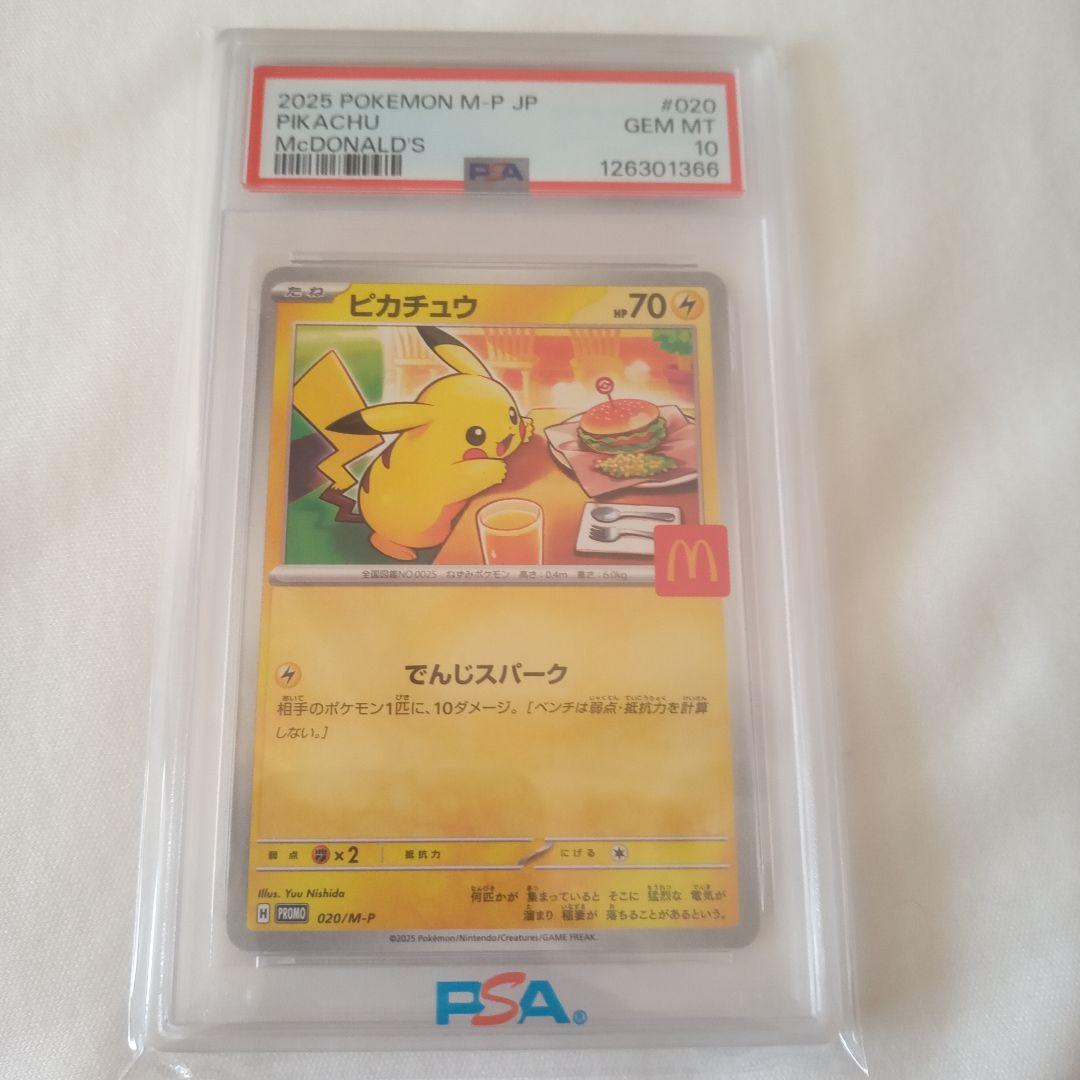 2025 POKEMON M-P JP
#020
PIKACHU
GEM MT
McDONALD'S
10
PSA
126301366
たね
ピカチュウ
HP70
M
全国図鑑NO.0025 ねずみポケモン 高さ:0.4m 重さ:6.0kg
でんじスパーク
相手のポケモン1匹に、10ダメージ。[ベンチは弱点・抵抗力を計算
しない。]
弱点 ×2 抵抗力 にげる
Illus. Yuu Nishida
何匹かが 集まっていると そこに 猛烈な 電気が
溜まり 稲妻が 落ちることがあるという。
H PROMO 020/M-P
©2025 Pokémon/Nintendo/Creatures/GAME FREAK.
PSA®